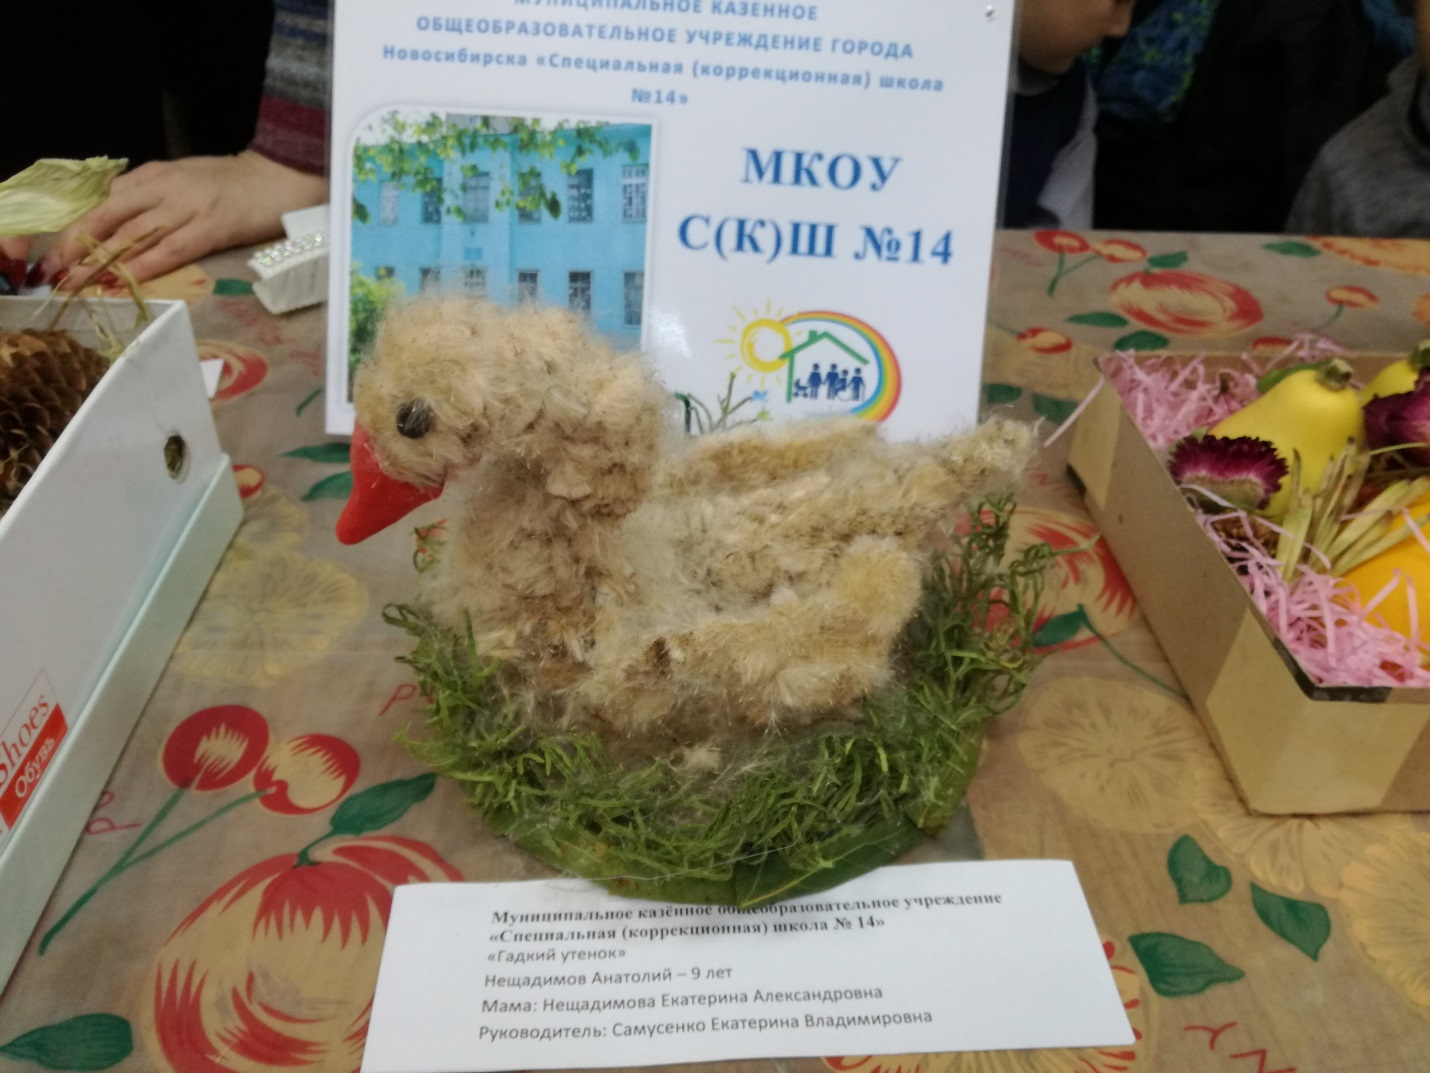 МУНИЦИПАЛЬНОЕ КАЗЕННОЕ
ОБЩЕОБРАЗОВАТЕЛЬНОЕ УЧРЕЖДЕНИЕ ГОРОДА
Новосибирска «Специальная (коррекционная) школа
№14»
МКОУ
С(К)Ш №14
Shoes
Обувь
Муниципальное казённое общеобразовательное учреждение
«Специальная (коррекционная) школа № 14»
«Гадкий утенок»
Нещадимов Анатолий – 9 лет
Мама: Нещадимова Екатерина Александровна
Руководитель: Самусенко Екатерина Владимировна